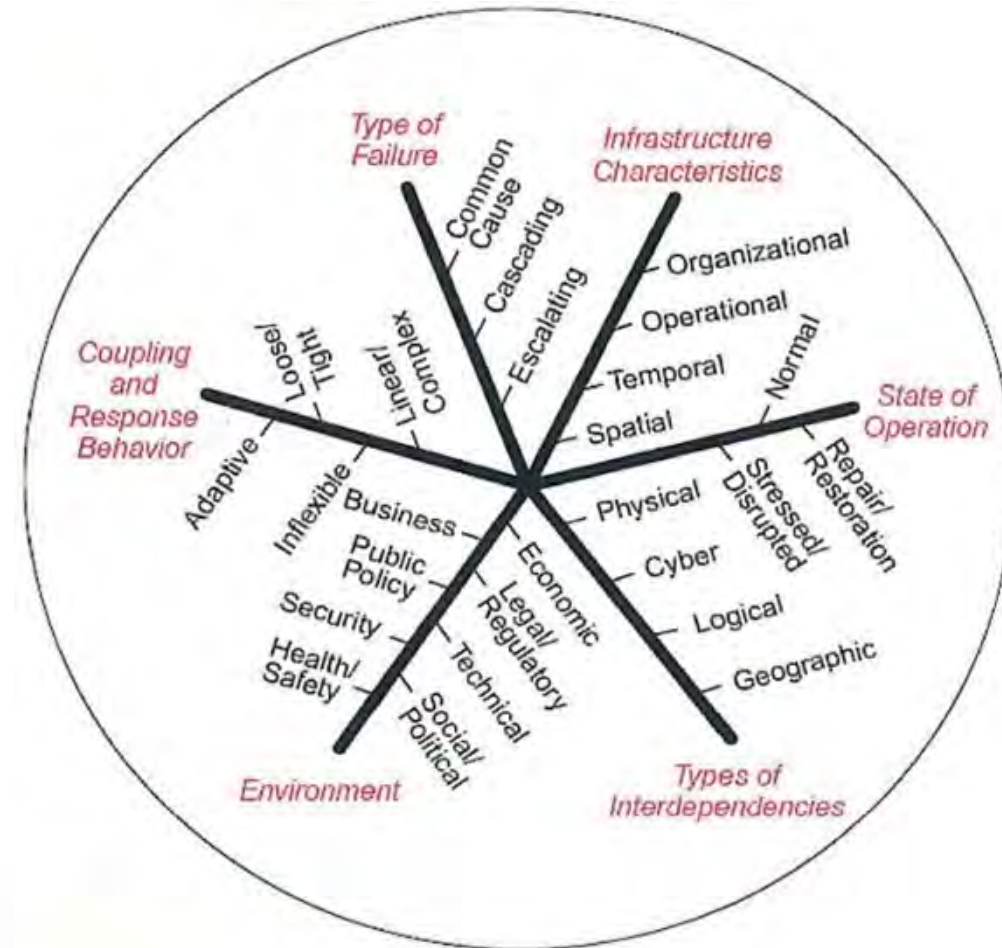 Type of
Failure
Common
Cause
Cascading
Escalating
Infrastructure
Characteristics
Organizational
Operational
Temporal
Spatial
State of
Operation
Normal
Stressed/
Disrupted
Repair/
Restoration
Types of
Interdependencies
Physical
Cyber
Logical
Geographic
Environment
Economic
Legal/
Regulatory
Technical
Social/
Political
Business
Public
Policy
Security
Health/
Safety
Coupling
and
Response
Behavior
Adaptive
Loose/
Tight
Inflexible
Linear/
Complex